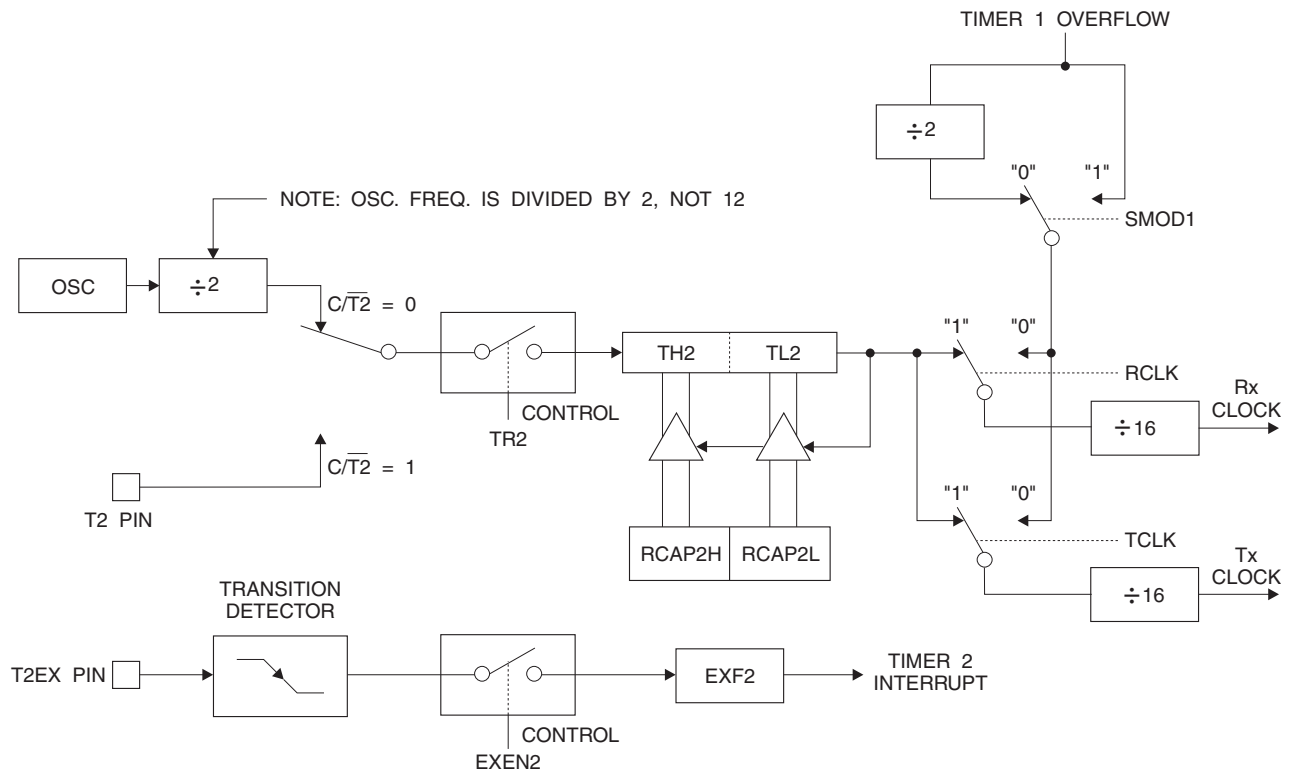 TIMER 1 OVERFLOW
÷2
"0" "1"
NOTE: OSC. FREQ. IS DIVIDED BY 2, NOT 12
SMOD1
OSC
÷2
C/T̅2̅ = 0
TH2 TL2
"1" "0"
RCLK
Rx
CLOCK
÷16
CONTROL
TR2
C/T̅2̅ = 1
T2 PIN
"1" "0"
RCAP2H RCAP2L
TCLK
Tx
CLOCK
÷16
TRANSITION
DETECTOR
T2EX PIN
EXF2
TIMER 2
INTERRUPT
CONTROL
EXEN2